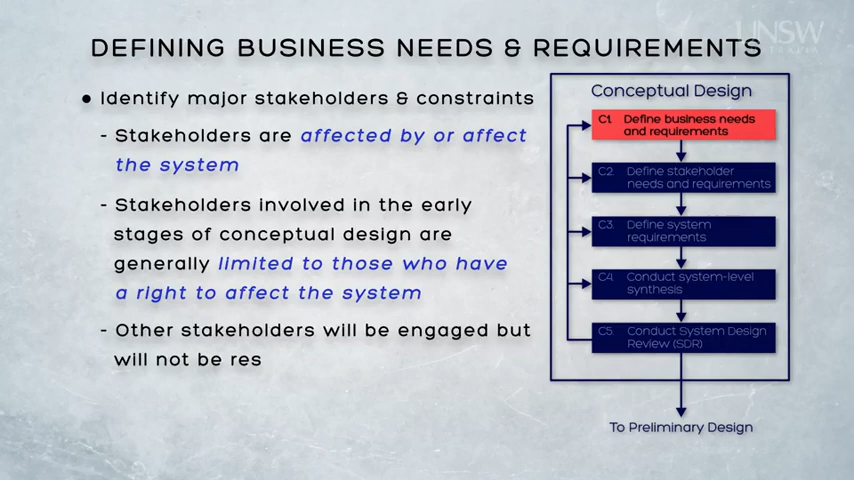 UNSW
DEFINING BUSINESS NEEDS & REQUIREMENTS
● Identify major stakeholders & constraints
- Stakeholders are affected by or affect
the system
- Stakeholders involved in the early
stages of conceptual design are
generally limited to those who have
a right to affect the system
- Other stakeholders will be engaged but
will not be res
Conceptual Design
C1. Define business needs
and requirements
C2. Define stakeholder
needs and requirements
C3. Define system
requirements
C4. Conduct system-level
synthesis
C5. Conduct System Design
Review (SDR)
To Preliminary Design